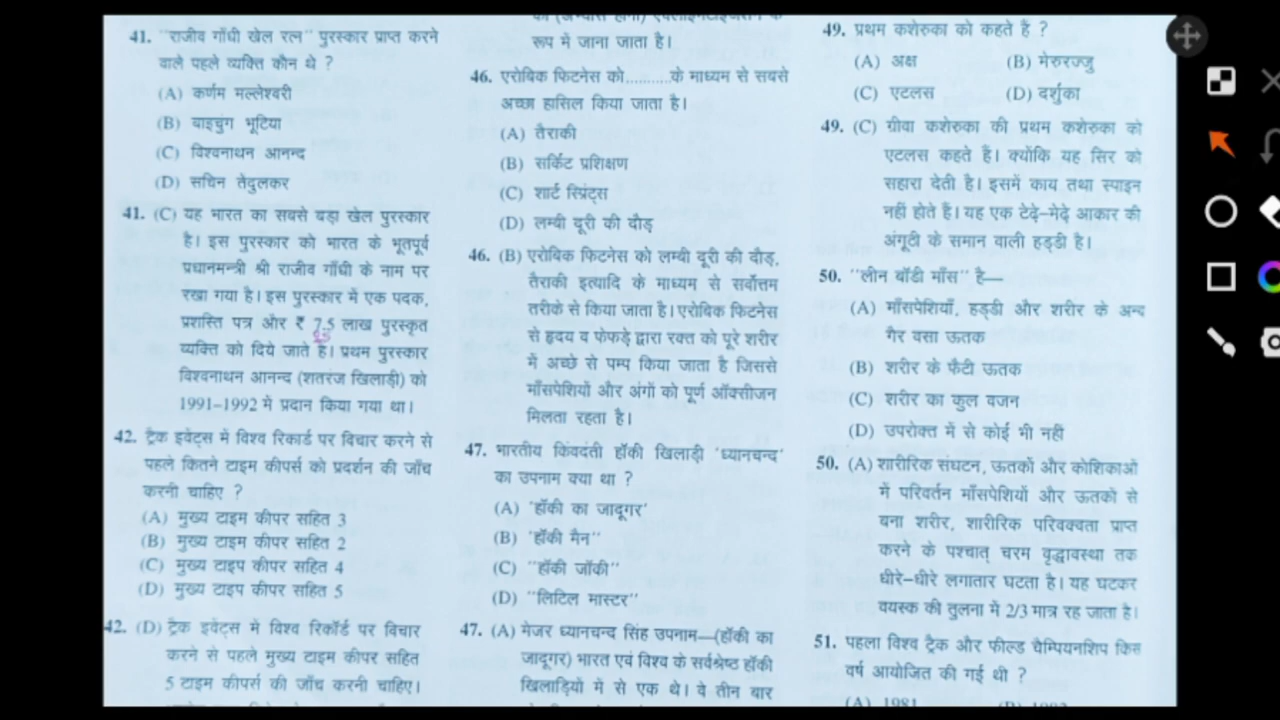 41. "राजीव गाँधी खेल रत्न" पुरस्कार प्राप्त करने
वाले पहले व्यक्ति कौन थे ?
(A) कर्णम मल्लेश्वरी
(B) बाइचुंग भूटिया
(C) विश्वनाथन आनन्द
(D) सचिन तेंदुलकर
41. (C) यह भारत का सबसे बड़ा खेल पुरस्कार
है। इस पुरस्कार को भारत के भूतपूर्व
प्रधानमन्त्री श्री राजीव गाँधी के नाम पर
रखा गया है। इस पुरस्कार में एक पदक,
प्रशस्ति पत्र और ₹ 7.5 लाख पुरस्कृत
व्यक्ति को दिये जाते हैं। प्रथम पुरस्कार
विश्वनाथन आनन्द (शतरंज खिलाड़ी) को
1991–1992 में प्रदान किया गया था।
42. ट्रैक इवेंट्स में विश्व रिकार्ड पर विचार करने से
पहले कितने टाइम कीपर्स को प्रदर्शन की जाँच
करनी चाहिए ?
(A) मुख्य टाइम कीपर सहित 3
(B) मुख्य टाइम कीपर सहित 2
(C) मुख्य टाइप कीपर सहित 4
(D) मुख्य टाइप कीपर सहित 5
42. (D) ट्रैक इवेंट्स में विश्व रिकॉर्ड पर विचार
करने से पहले मुख्य टाइम कीपर सहित
5 टाइम कीपर्स की जाँच करनी चाहिए।
रूप में जाना जाता है।
46. एरोबिक फिटनेस को..........के माध्यम से सबसे
अच्छा हासिल किया जाता है।
(A) तैराकी
(B) सर्किट प्रशिक्षण
(C) शार्ट स्प्रिंट्स
(D) लम्बी दूरी की दौड़
46. (B) एरोबिक फिटनेस को लम्बी दूरी की दौड़,
तैराकी इत्यादि के माध्यम से सर्वोत्तम
तरीके से किया जाता है। एरोबिक फिटनेस
से हृदय व फेफड़े द्वारा रक्त को पूरे शरीर
में अच्छे से पम्प किया जाता है जिससे
माँसपेशियों और अंगों को पूर्ण ऑक्सीजन
मिलता रहता है।
47. भारतीय किंवदंती हॉकी खिलाड़ी 'ध्यानचन्द'
का उपनाम क्या था ?
(A) 'हॉकी का जादूगर'
(B) 'हॉकी मैन''
(C) ''हॉकी जॉकी''
(D) ''लिटिल मास्टर''
47. (A) मेजर ध्यानचन्द सिंह उपनाम—(हॉकी का
जादूगर) भारत एवं विश्व के सर्वश्रेष्ठ हॉकी
खिलाड़ियों में से एक थे। वे तीन बार
49. प्रथम कशेरुका को कहते है ?
(A) अक्ष (B) मेरुरज्जु
(C) एटलस (D) दर्शुका
49. (C) ग्रीवा कशेरुका की प्रथम कशेरुका को
एटलस कहते हैं। क्योंकि यह सिर को
सहारा देती है। इसमें काय तथा स्पाइन
नहीं होते हैं। यह एक टेढ़े–मेढ़े आकार की
अंगूठी के समान वाली हड्डी है।
50. ''लीन बॉडी माँस'' है—
(A) माँसपेशियाँ, हड्डी और शरीर के अन्य
गैर वसा ऊतक
(B) शरीर के फैटी ऊतक
(C) शरीर का कुल वजन
(D) उपरोक्त में से कोई भी नहीं
50. (A) शारीरिक संघटन, ऊतकों और कोशिकाओं
में परिवर्तन माँसपेशियों और ऊतकों से
बना शरीर, शारीरिक परिवक्वता प्राप्त
करने के पश्चात् चरम वृद्धावस्था तक
धीरे–धीरे लगातार घटता है। यह घटकर
वयस्क की तुलना में 2/3 मात्र रह जाता है।
51. पहला विश्व ट्रैक और फील्ड चैम्पियनशिप किस
वर्ष आयोजित की गई थी ?